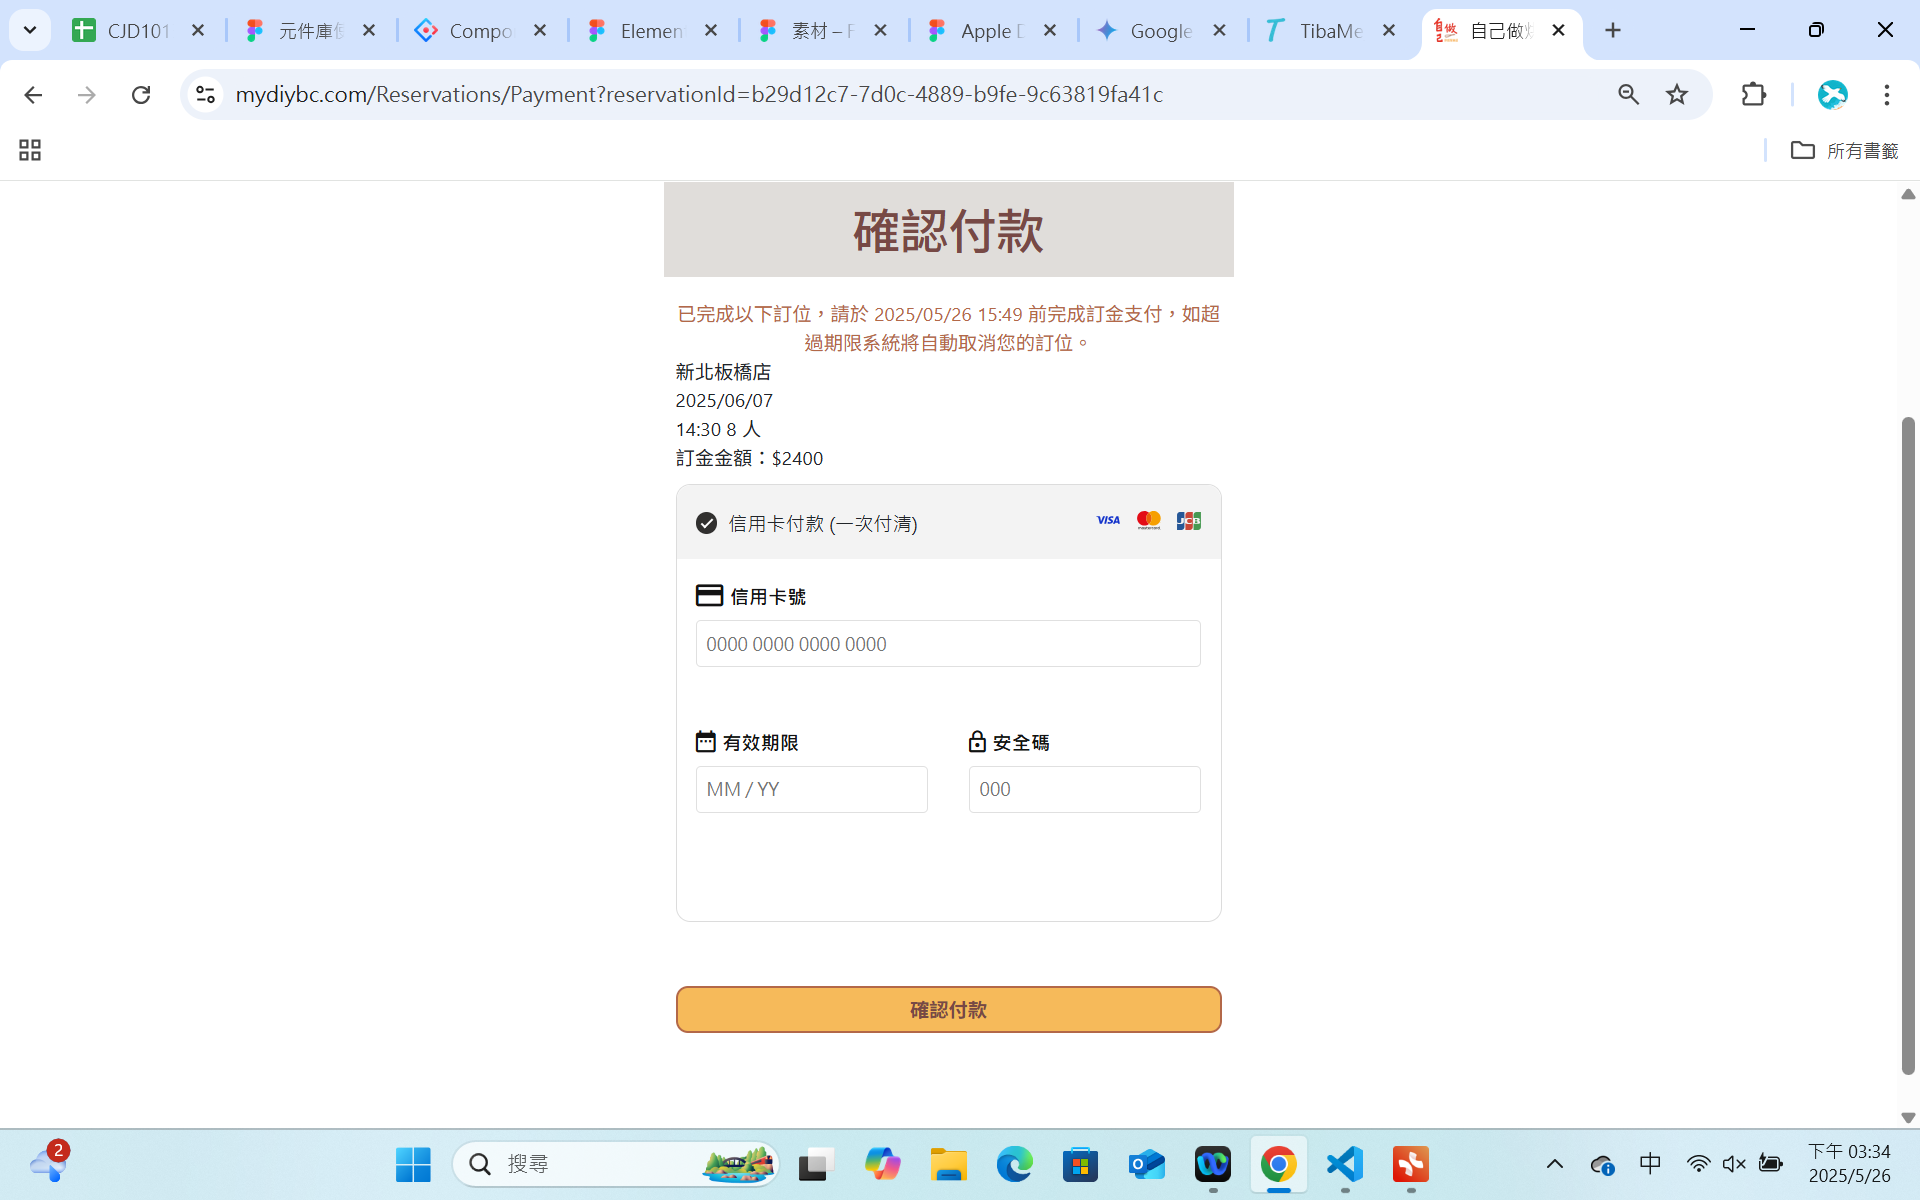 CJD101
元件庫
Compo
Elemen
素材 – F
Apple D
Google
TibaMe
自己做
mydiybc.com/Reservations/Payment?reservationId=b29d12c7-7d0c-4889-b9fe-9c63819fa41c
所有書籤
確認付款
已完成以下訂位，請於 2025/05/26 15:49 前完成訂金支付，如超
過期限系統將自動取消您的訂位。
新北板橋店
2025/06/07
14:30 8 人
訂金金額：$2400
信用卡付款 (一次付清)
VISA
mastercard
JCB
信用卡號
0000 0000 0000 0000
有效期限
安全碼
MM / YY
000
確認付款
2
搜尋
中
下午 03:34
2025/5/26